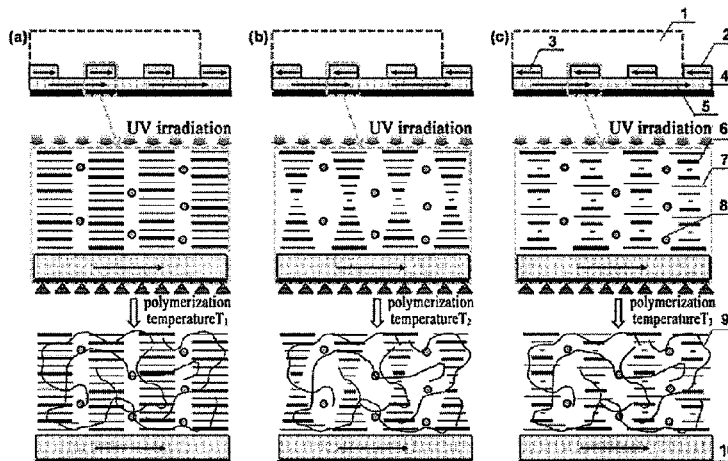 (a) (b) (c) 1
3 2
4
5
UV irradiation UV irradiation UV irradiation 6
7
8
polymerization polymerization polymerization
temperatureT₁ temperatureT₂ temperatureT₃ 9